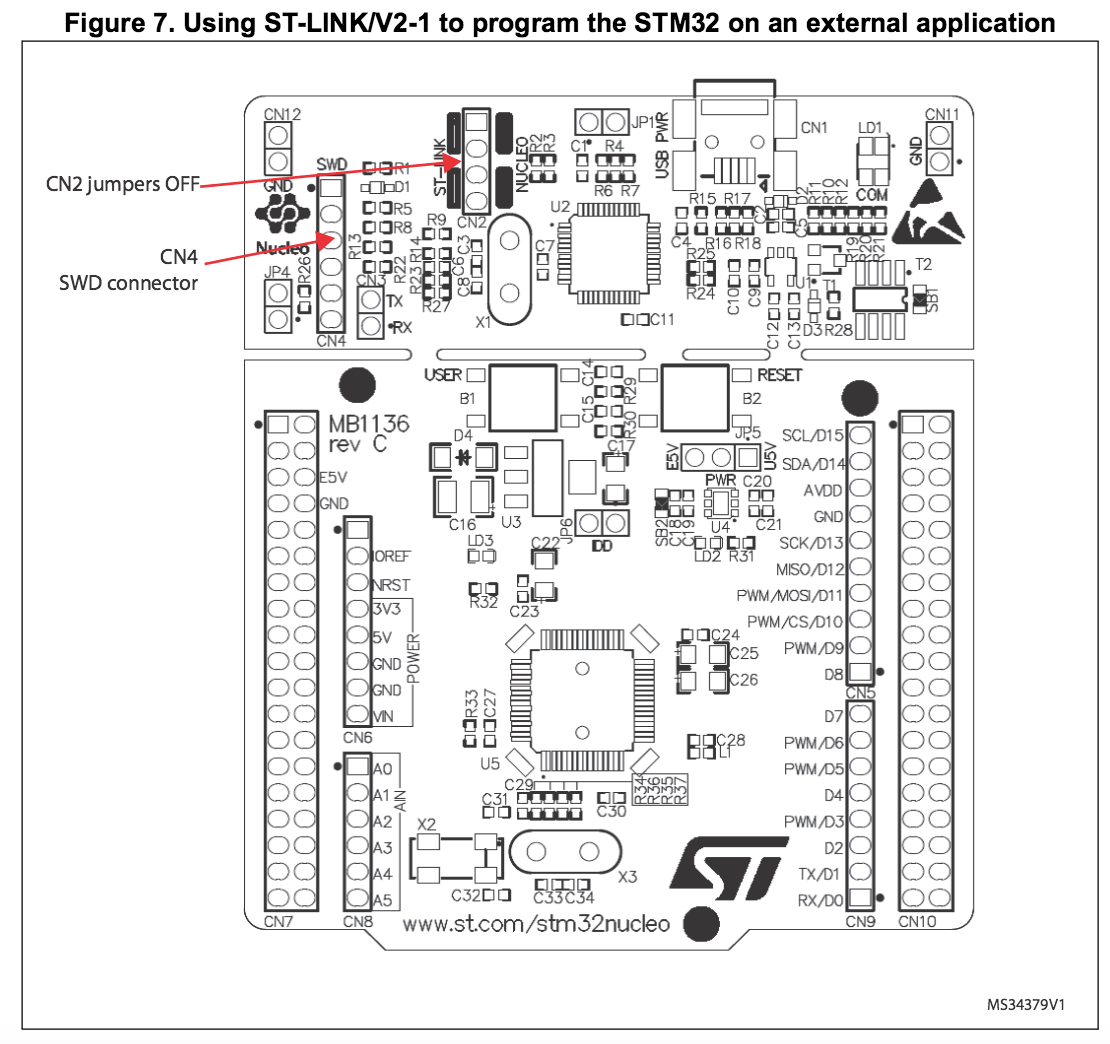 Figure 7. Using ST-LINK/V2-1 to program the STM32 on an external application
CN2 jumpers OFF
CN4
SWD connector
CN12
GND
Nucleo
JP4
R26
SWD
CN4
R1
D1
R5
R8
R13
R22
CN3
TX
RX
ST-LINK
NUCLEO
CN2
R9
R14
R23
R27
C3
C6
C8
X1
R2
R3
C1
JP1
R4
R6
R7
U2
C7
C11
USB PWR
CN1
R15
R17
C4
R16
R18
R25
R24
C10
C9
C2
D2
C5
R11
R10
R12
LD1
COM
CN11
GND
R19
R20
R21
U1
T1
T2
SB1
C12
C13
D3
R28
USER
B1
C14
R29
C15
R30
B2
RESET
MB1136
rev C
E5V
GND
D4
C16
U3
C17
JP6
IDD
E5V
JP5
U5V
PWR
SB2
C18
C19
U4
C20
C21
LD2
R31
LD3
R32
C22
C23
IOREF
NRST
3V3
5V
GND
GND
VIN
POWER
CN6
A0
A1
A2
A3
A4
A5
AIN
CN8
CN7
C24
C25
C26
R33
C27
U5
C28
L1
C29
C31
C30
R34
R36
R35
R37
X2
C32
X3
C33
C34
SCL/D15
SDA/D14
AVDD
GND
SCK/D13
MISO/D12
PWM/MOSI/D11
PWM/CS/D10
PWM/D9
D8
CN5
D7
PWM/D6
PWM/D5
D4
PWM/D3
D2
TX/D1
RX/D0
CN9
CN10
ST
www.st.com/stm32nucleo
MS34379V1